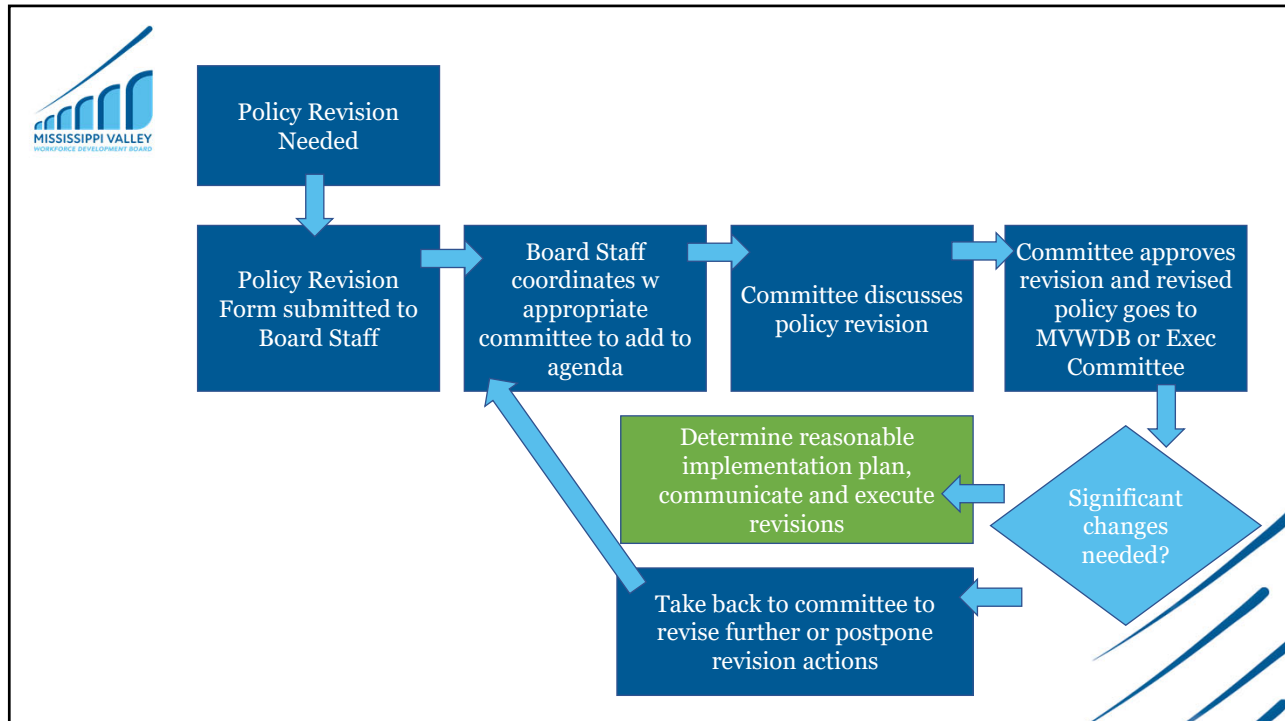 MISSISSIPPI VALLEY
WORKFORCE DEVELOPMENT BOARD
Policy Revision
Needed
Policy Revision
Form submitted to
Board Staff
Board Staff
coordinates w
appropriate
committee to add to
agenda
Committee discusses
policy revision
Committee approves
revision and revised
policy goes to
MVWDB or Exec
Committee
Significant
changes
needed?
Determine reasonable
implementation plan,
communicate and execute
revisions
Take back to committee to
revise further or postpone
revision actions